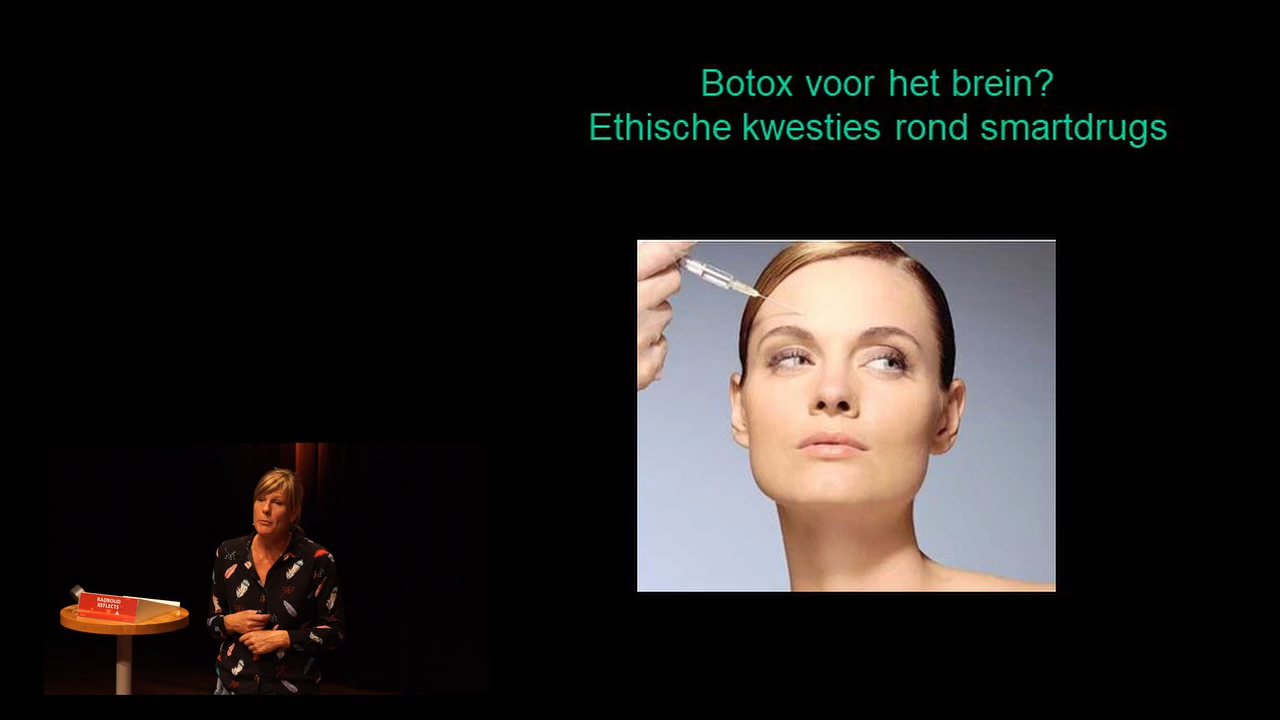 Botox voor het brein?
Ethische kwesties rond smartdrugs
RADBOUD
REFLECTS